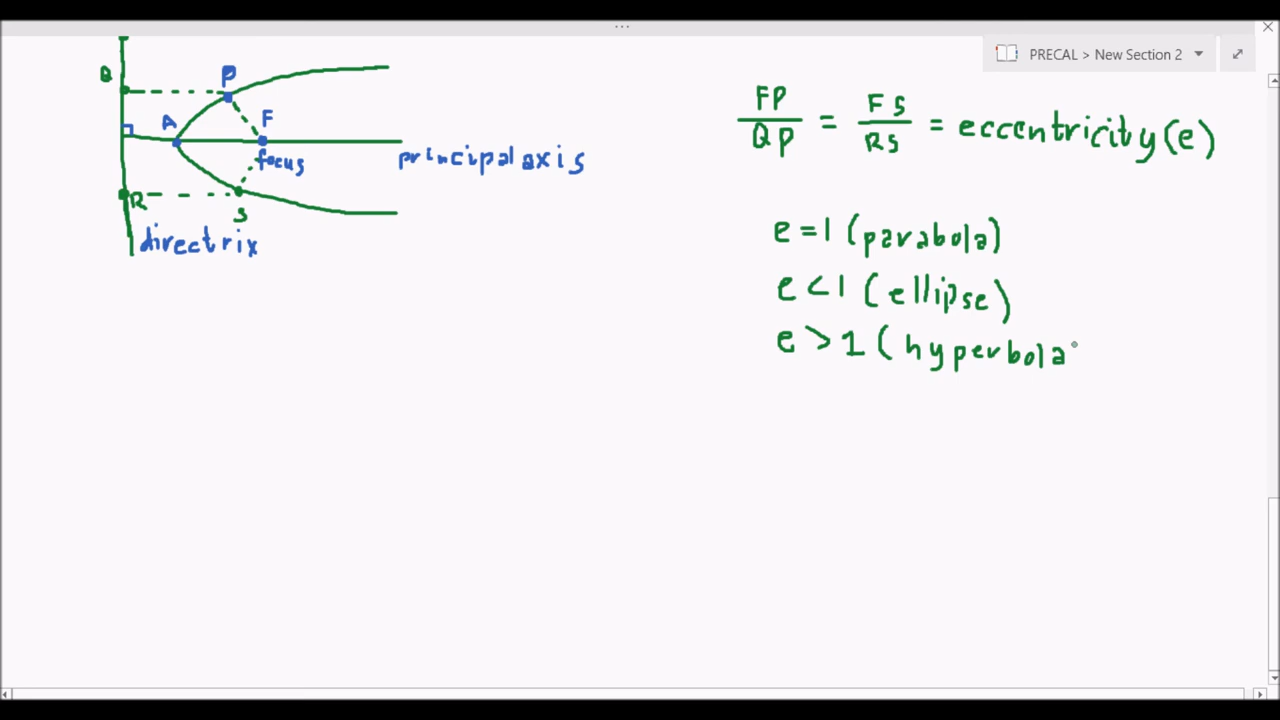 PRECAL > New Section 2
Q
P
A
F
focus
principal axis
R
S
directrix
FP/QP = FS/RS = eccentricity (e)
e = 1 (parabola)
e < 1 (ellipse)
e > 1 (hyperbola